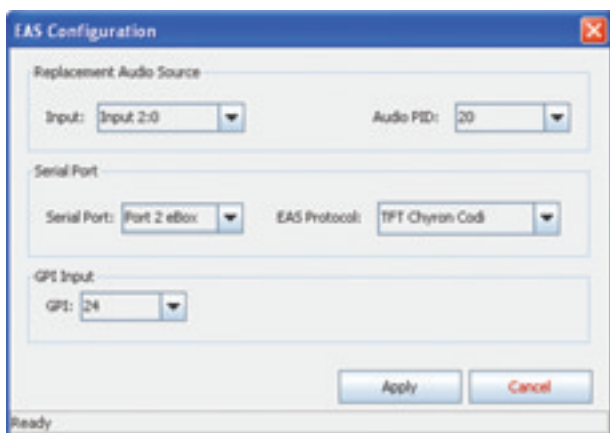 EAS Configuration
Replacement Audio Source
Input: Input 2:0 Audio PID: 20
Serial Port
Serial Port: Port 2 eBox EAS Protocol: TFT Chyron Codi
GPI Input
GPI: 24
Apply Cancel
Ready